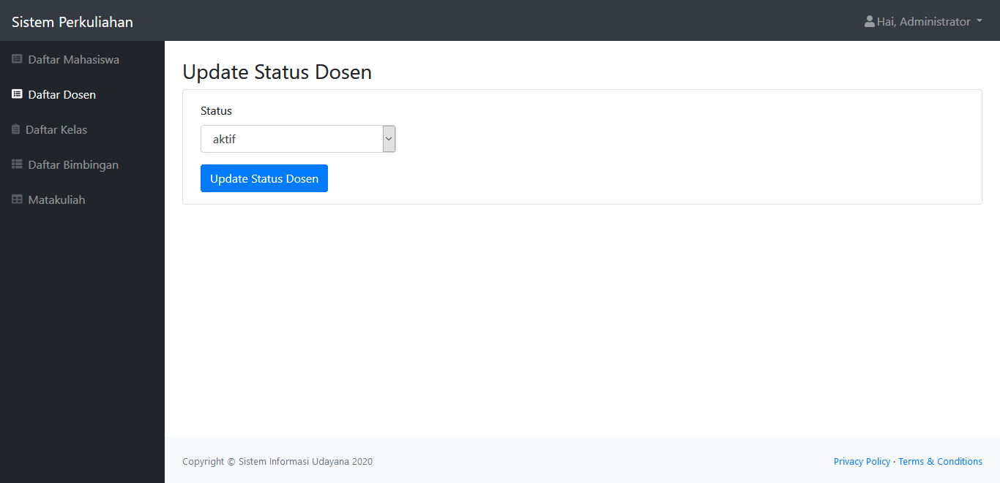 Sistem Perkuliahan
Hai, Administrator
Daftar Mahasiswa
Daftar Dosen
Daftar Kelas
Daftar Bimbingan
Matakuliah
Update Status Dosen
Status
aktif
Update Status Dosen
Copyright © Sistem Informasi Udayana 2020
Privacy Policy · Terms & Conditions